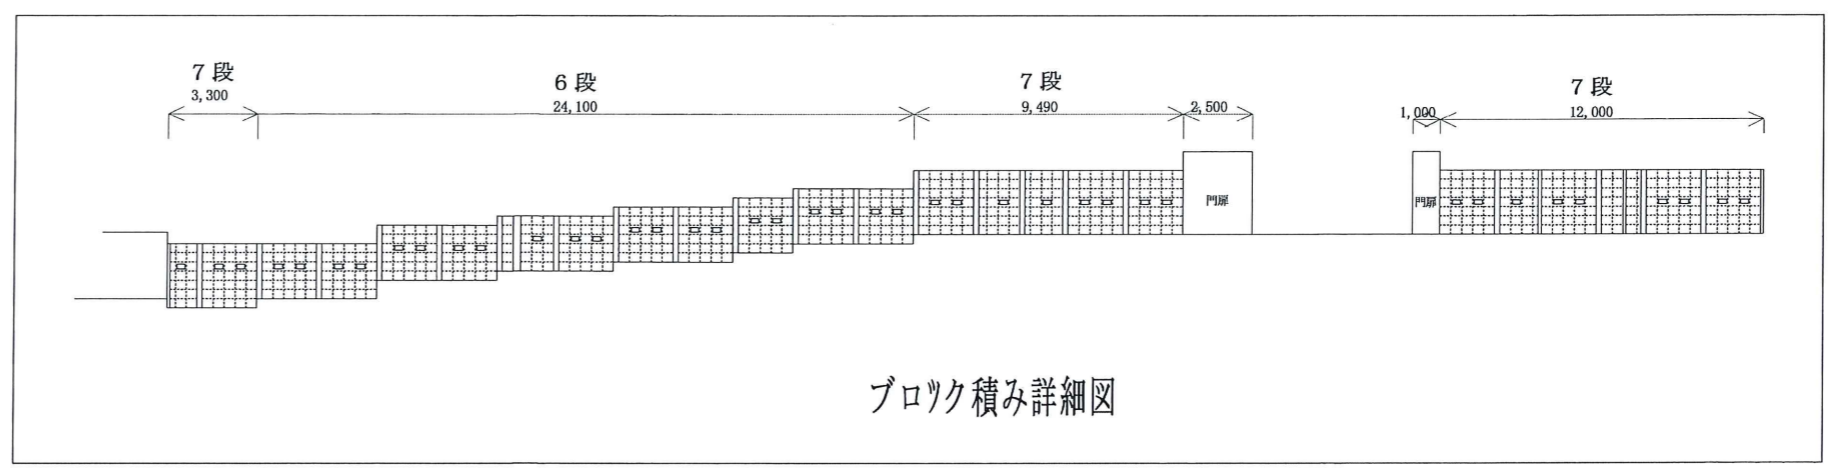 7段
3,300
6段
24,100
7段
9,490
2,500
1,000
7段
12,000
門扉
門扉
ブロック積み詳細図